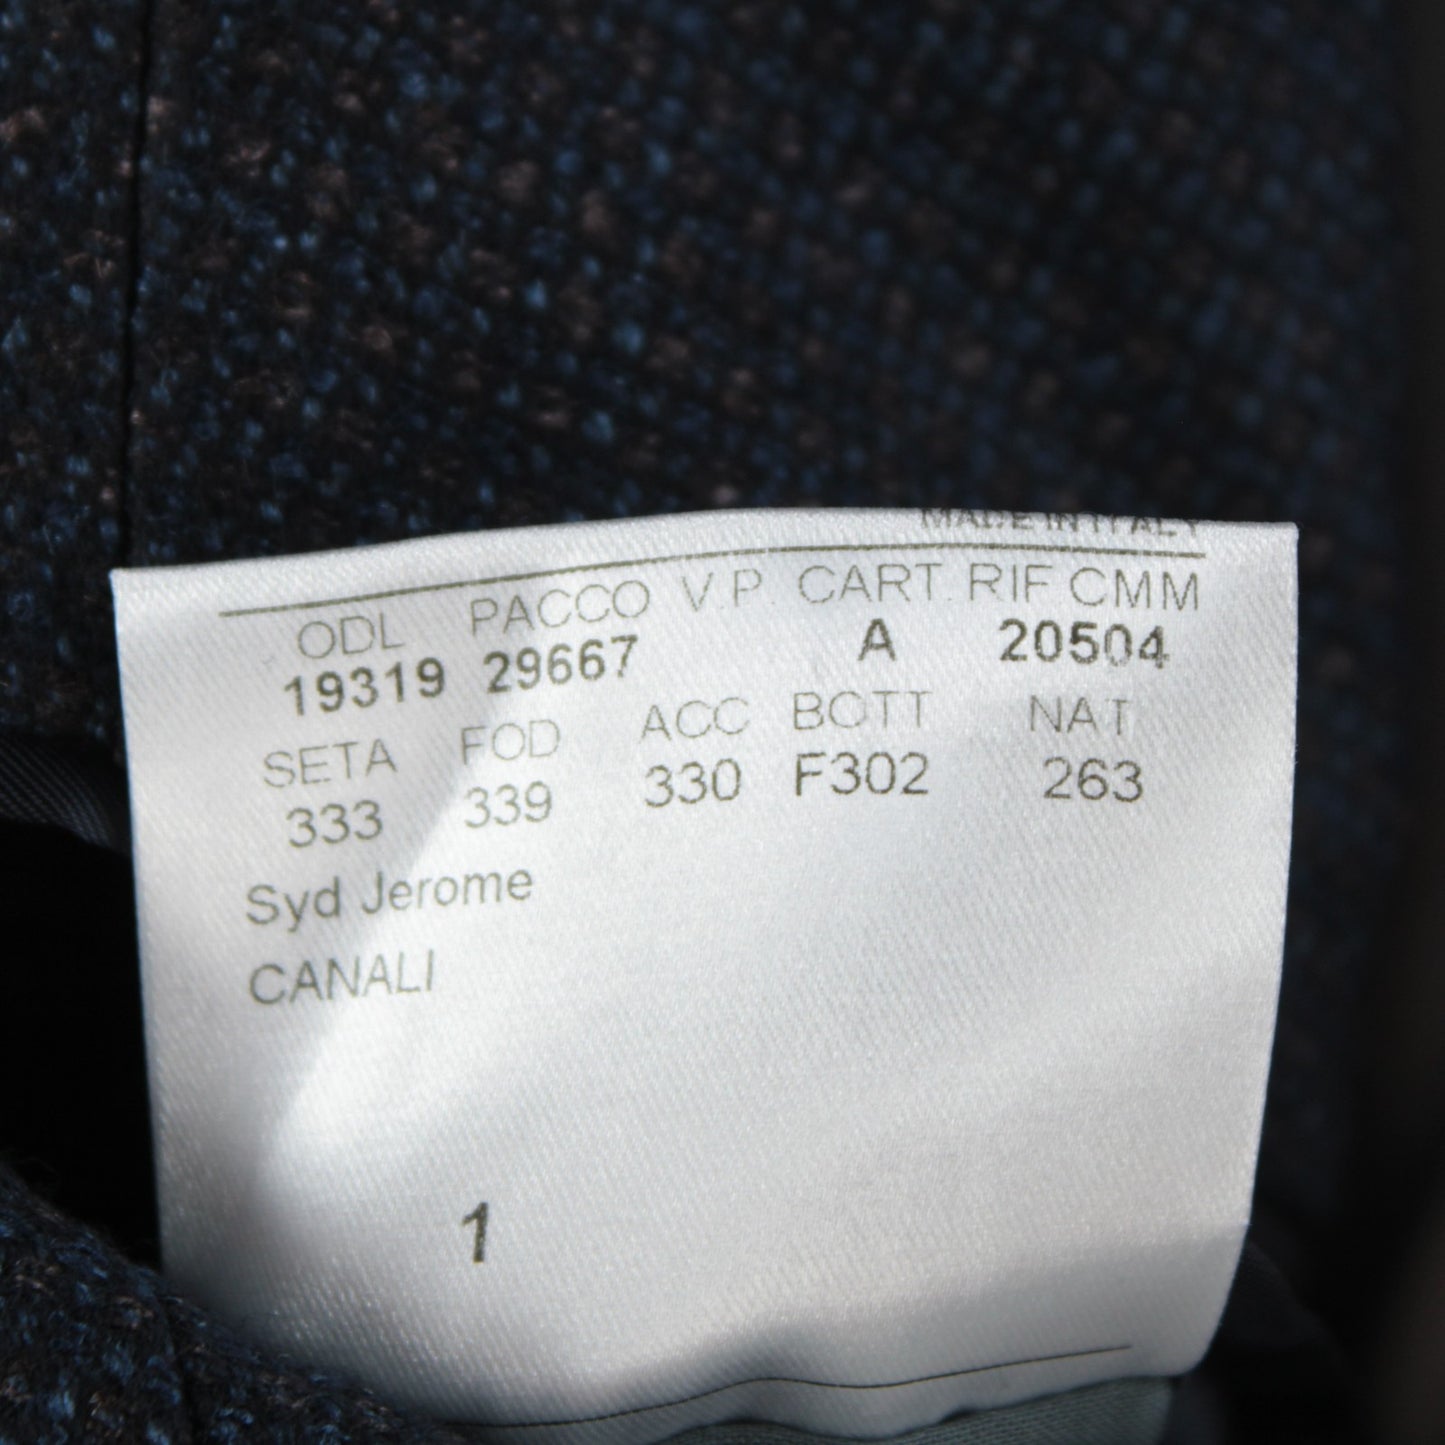 MADE IN ITALY
ODL PACCO V.P. CART. RIF CMM
19319 29667 A 20504
SETA FOD ACC BOTT NAT
333 339 330 F302 263
Syd Jerome
CANALI
1